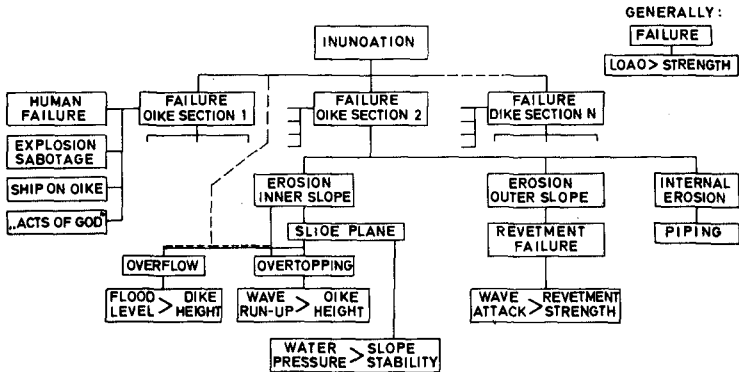 GENERALLY:
FAILURE
LOAO > STRENGTH
INUNOATION
HUMAN
FAILURE
EXPLOSION
SABOTAGE
SHIP ON OIKE
„ACTS OF GOD"
FAILURE
OIKE SECTION 1
FAILURE
OIKE SECTION 2
FAILURE
DIKE SECTION N
EROSION
INNER SLOPE
EROSION
OUTER SLOPE
INTERNAL
EROSION
SLIOE PLANE
REVETMENT
FAILURE
PIPING
OVERFLOW
OVERTOPPING
FLOOD LEVEL > DIKE HEIGHT
WAVE RUN-UP > OIKE HEIGHT
WAVE ATTACK > REVETMENT STRENGTH
WATER PRESSURE > SLOPE STABILITY